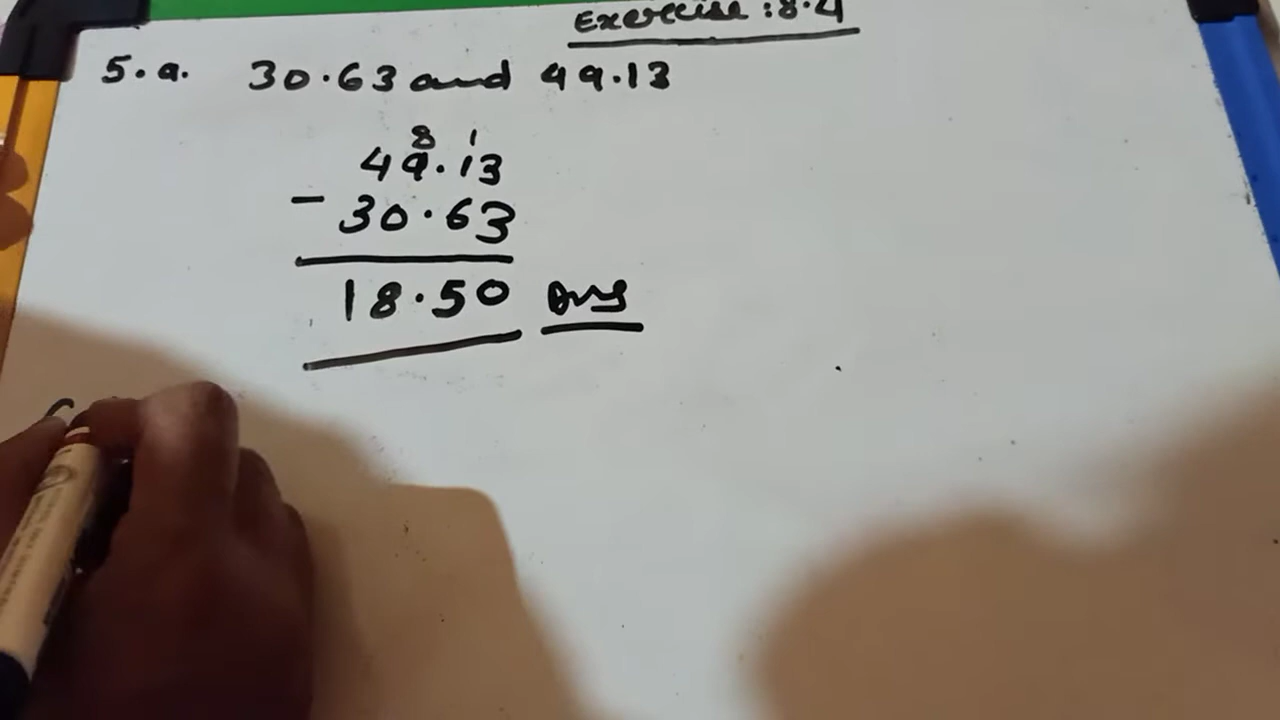 Exercise : 8.4
5. a. 30.63 and 49.13
8 1
49.13
- 30.63
18.50 Ans